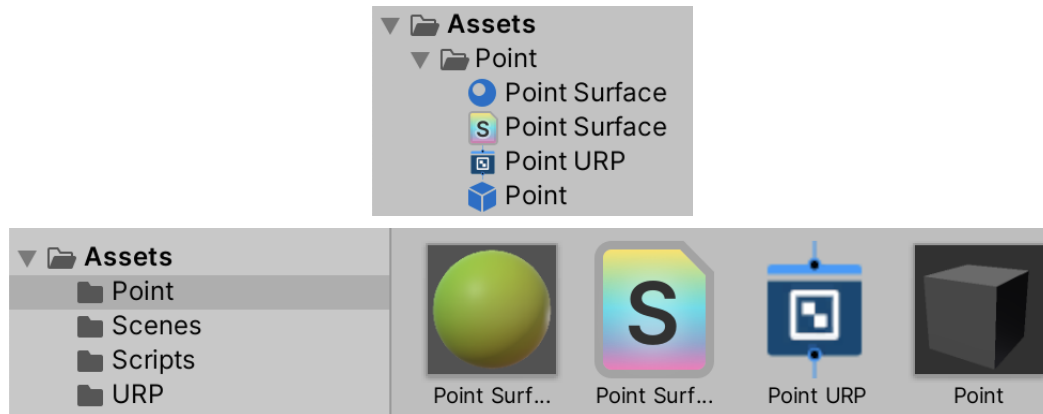 Assets
Point
Point Surface
S Point Surface
Point URP
Point
Assets
Point
Scenes
Scripts
URP
S
Point Surf...
Point Surf...
Point URP
Point